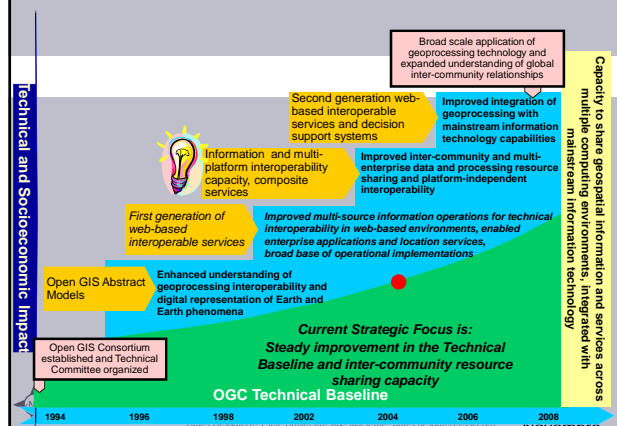 Broad scale application of
geoprocessing technology and
expanded understanding of global
inter-community relationships
Technical and Socioeconomic Impact
Capacity to share geospatial information and services across
multiple computing environments, integrated with
mainstream information technology
Second generation web-
based interoperable
services and decision
support systems
Improved integration of
geoprocessing with
mainstream information
technology capabilities
Information and multi-
platform interoperability
capacity, composite
services
Improved inter-community and multi-
enterprise data and processing resource
sharing and platform-independent
interoperability
First generation of
web-based
interoperable services
Improved multi-source information operations for technical
interoperability in web-based environments, enabled
enterprise applications and location services,
broad base of operational implementations
Open GIS Abstract
Models
Enhanced understanding of
geoprocessing interoperability and
digital representation of Earth and
Earth phenomena
Open GIS Consortium
established and Technical
Committee organized
Current Strategic Focus is:
Steady improvement in the Technical
Baseline and inter-community resource
sharing capacity
OGC Technical Baseline
1994 1996 1998 2002 2004 2006 2008